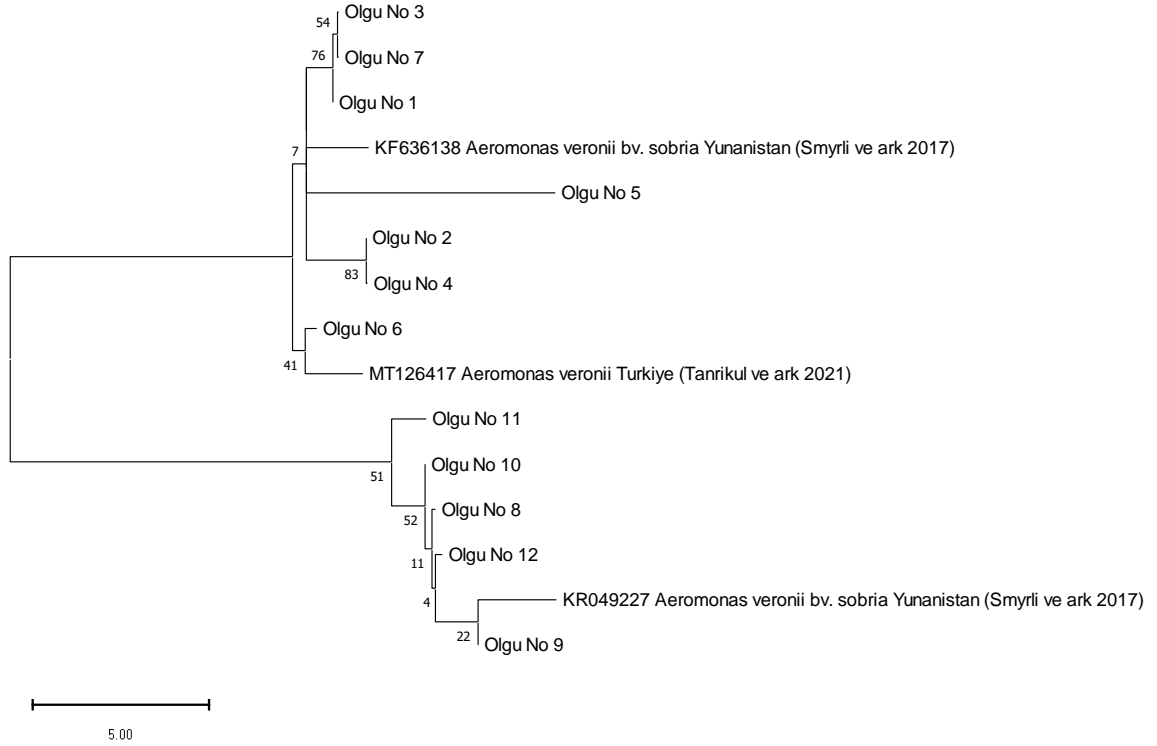 Olgu No 3
54
Olgu No 7
76
Olgu No 1
KF636138 Aeromonas veronii bv. sobria Yunanistan (Smyrli ve ark 2017)
7
Olgu No 5
Olgu No 2
83
Olgu No 4
Olgu No 6
41
MT126417 Aeromonas veronii Turkiye (Tanrikul ve ark 2021)
Olgu No 11
51
Olgu No 10
52
Olgu No 8
11
Olgu No 12
4
KR049227 Aeromonas veronii bv. sobria Yunanistan (Smyrli ve ark 2017)
22
Olgu No 9
5.00